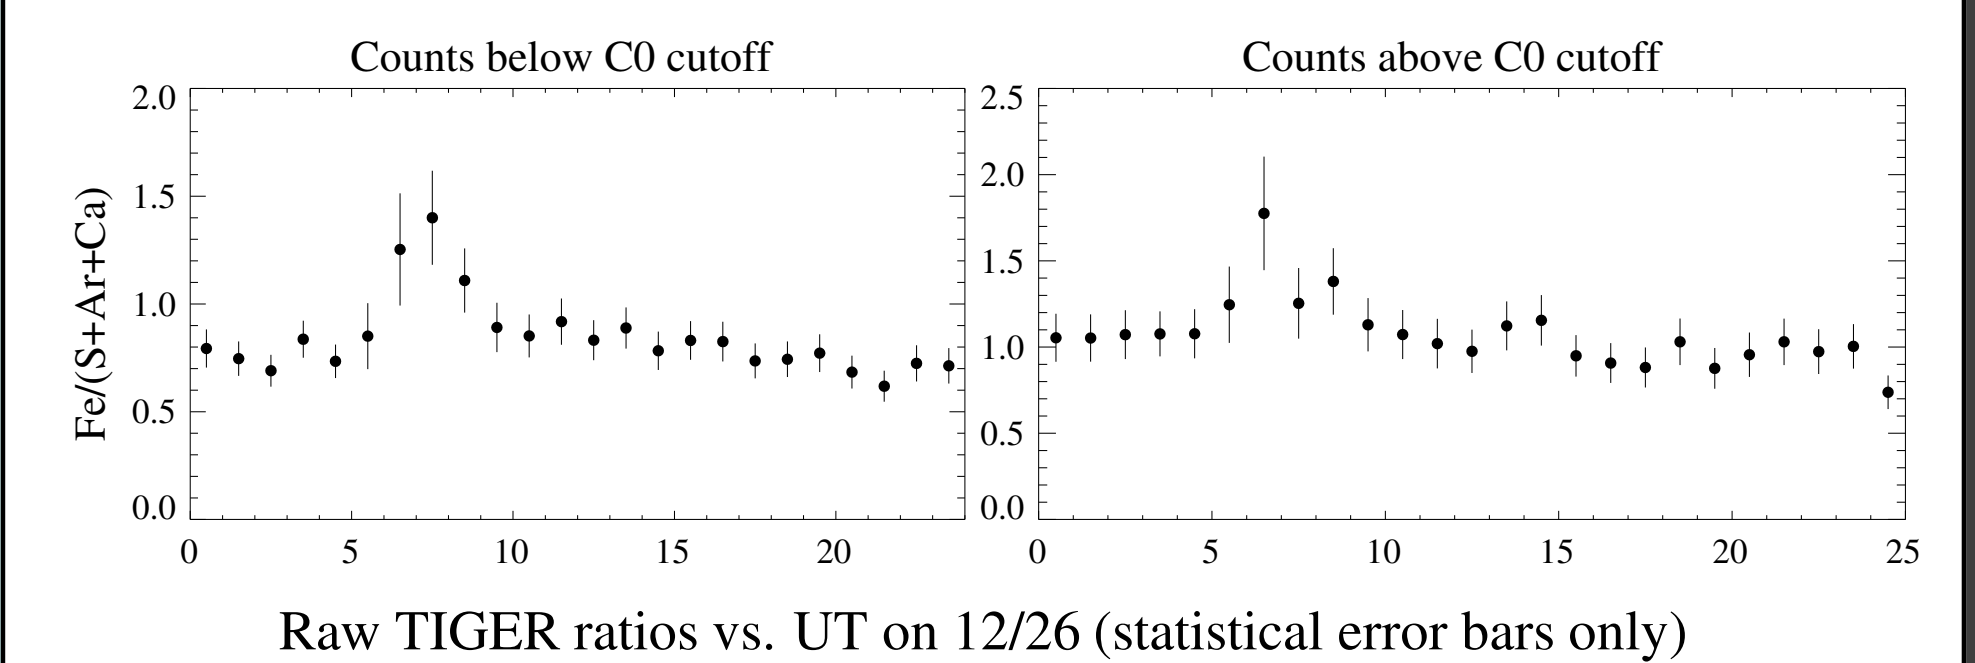 Counts below C0 cutoff
Counts above C0 cutoff
Fe/(S+Ar+Ca)
2.0
1.5
1.0
0.5
0.0
0 5 10 15 20
2.5
2.0
1.5
1.0
0.5
0.0
0 5 10 15 20 25
Raw TIGER ratios vs. UT on 12/26 (statistical error bars only)